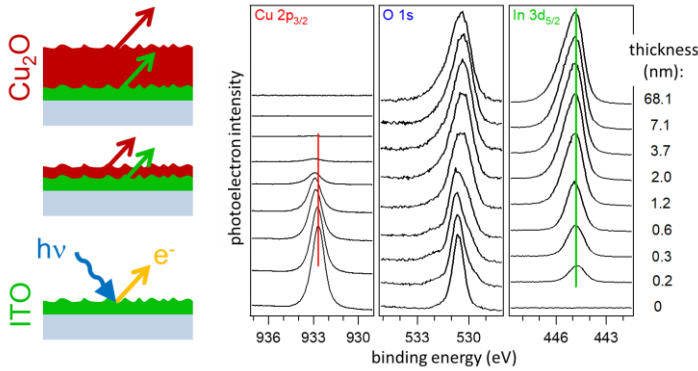 Cu₂O
hν
e⁻
ITO
photoelectron intensity
Cu 2p₃/₂
O 1s
In 3d₅/₂
thickness
(nm):
68.1
7.1
3.7
2.0
1.2
0.6
0.3
0.2
0
936 933 930
533 530
446 443
binding energy (eV)